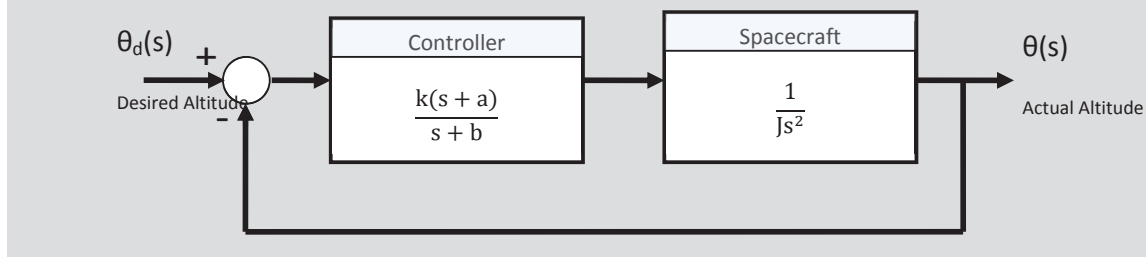 θd(s)
+
Desired Altitude
-
Controller
k(s + a)
s + b
Spacecraft
1
Js²
θ(s)
Actual Altitude